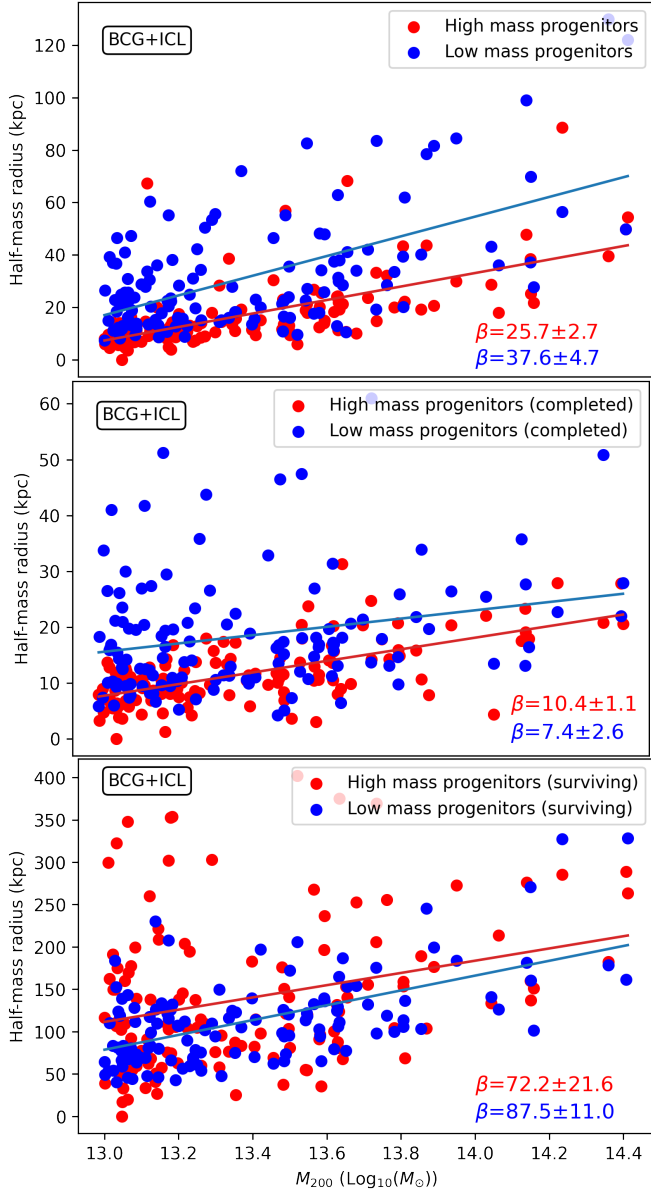 BCG+ICL
High mass progenitors
Low mass progenitors
120
100
80
60
40
20
0
Half-mass radius (kpc)
β=25.7±2.7
β=37.6±4.7
BCG+ICL
High mass progenitors (completed)
Low mass progenitors (completed)
60
50
40
30
20
10
0
Half-mass radius (kpc)
β=10.4±1.1
β=7.4±2.6
BCG+ICL
High mass progenitors (surviving)
Low mass progenitors (surviving)
400
350
300
250
200
150
100
50
0
Half-mass radius (kpc)
β=72.2±21.6
β=87.5±11.0
13.0 13.2 13.4 13.6 13.8 14.0 14.2 14.4
M₂₀₀ (Log₁₀(M☉))